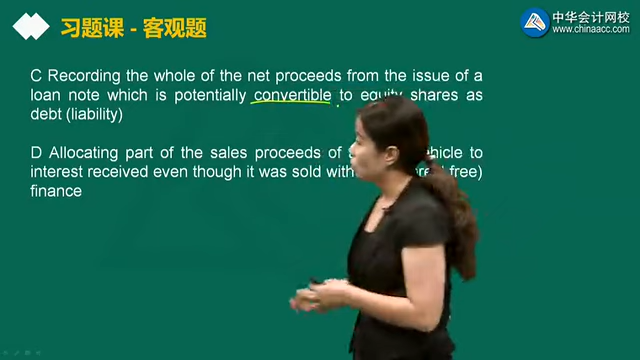 习题课 - 客观题
中华会计网校
www.chinaacc.com
C Recording the whole of the net proceeds from the issue of a
loan note which is potentially convertible to equity shares as
debt (liability)
D Allocating part of the sales proceeds of to
interest received even though it was sold free)
finance